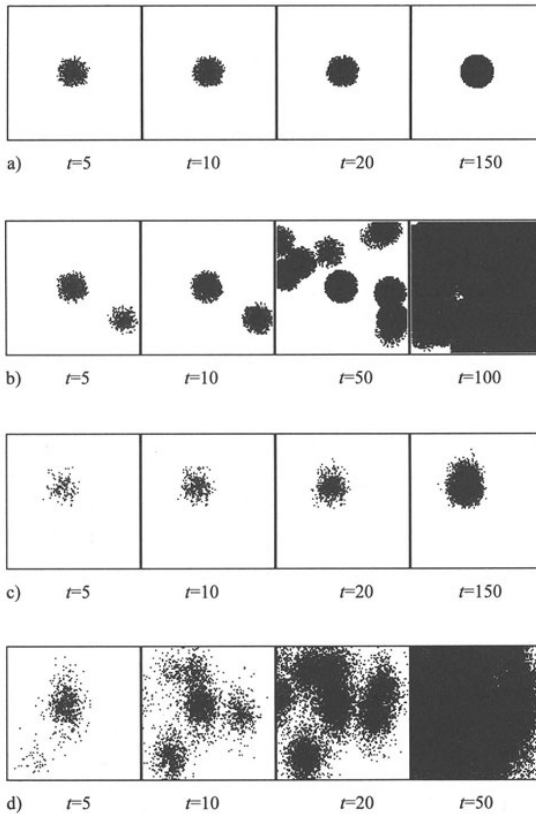 a) t=5 t=10 t=20 t=150
b) t=5 t=10 t=50 t=100
c) t=5 t=10 t=20 t=150
d) t=5 t=10 t=20 t=50